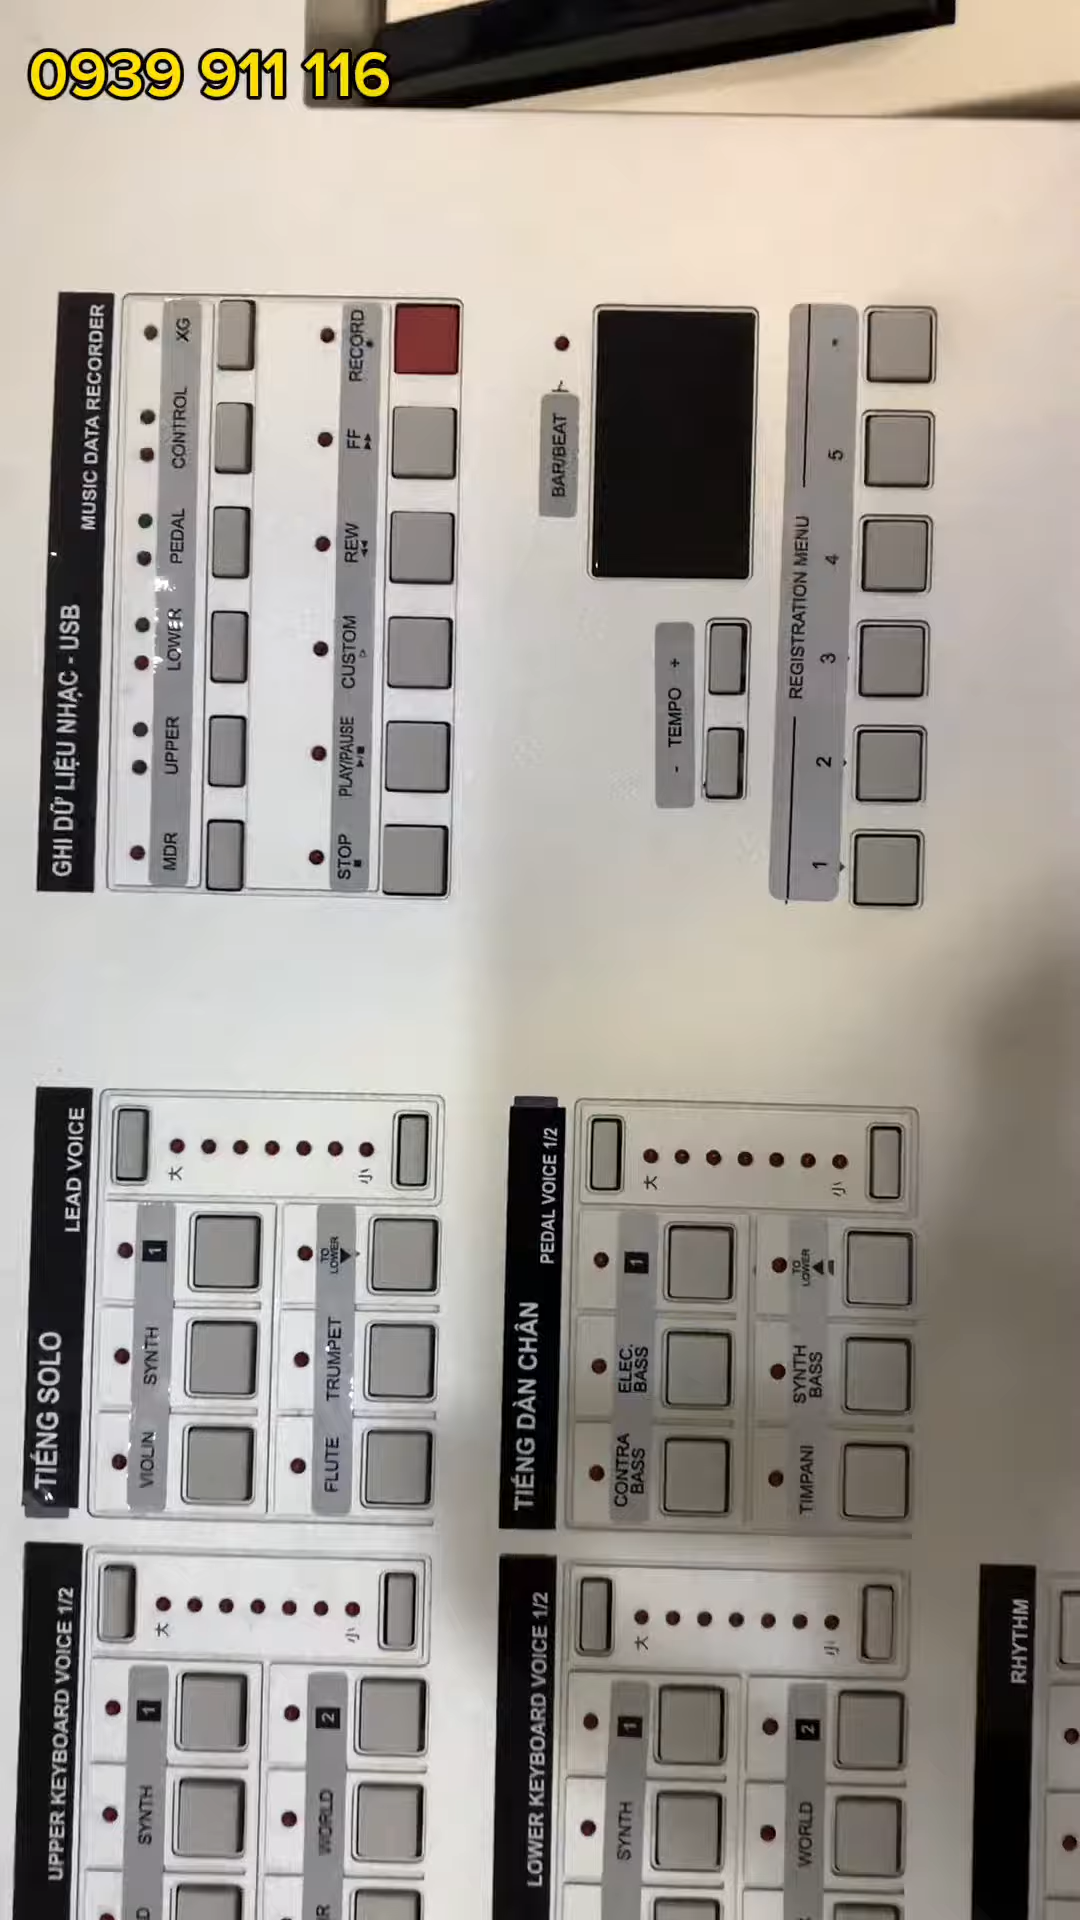 0939 911 116
GHI DỮ LIỆU NHẠC - USB MUSIC DATA RECORDER
MDR UPPER LOWER PEDAL CONTROL XG
STOP PLAY/PAUSE CUSTOM REW FF RECORD
BAR/BEAT
- TEMPO +
REGISTRATION MENU
1 2 3 4 5
TIẾNG SOLO LEAD VOICE
VIOLIN SYNTH 1
大
小
FLUTE TRUMPET TO LOWER
TIẾNG DÀN CHÂN PEDAL VOICE 1/2
CONTRA BASS ELEC. BASS 1
大
小
TIMPANI SYNTH BASS TO LOWER
UPPER KEYBOARD VOICE 1/2
SYNTH 1
大
小
WORLD 2
LOWER KEYBOARD VOICE 1/2
SYNTH 1
大
小
WORLD 2
RHYTHM